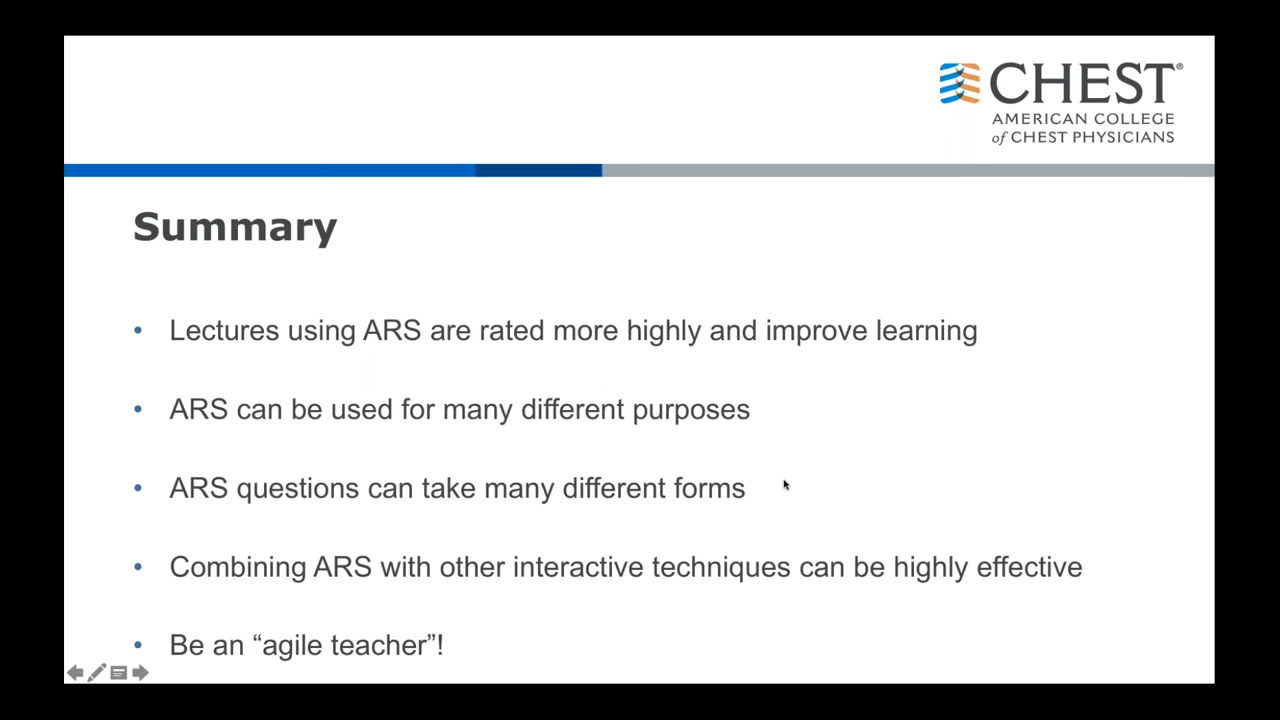 CHEST®
AMERICAN COLLEGE
of CHEST PHYSICIANS
Summary
• Lectures using ARS are rated more highly and improve learning
• ARS can be used for many different purposes
• ARS questions can take many different forms
• Combining ARS with other interactive techniques can be highly effective
• Be an “agile teacher”!